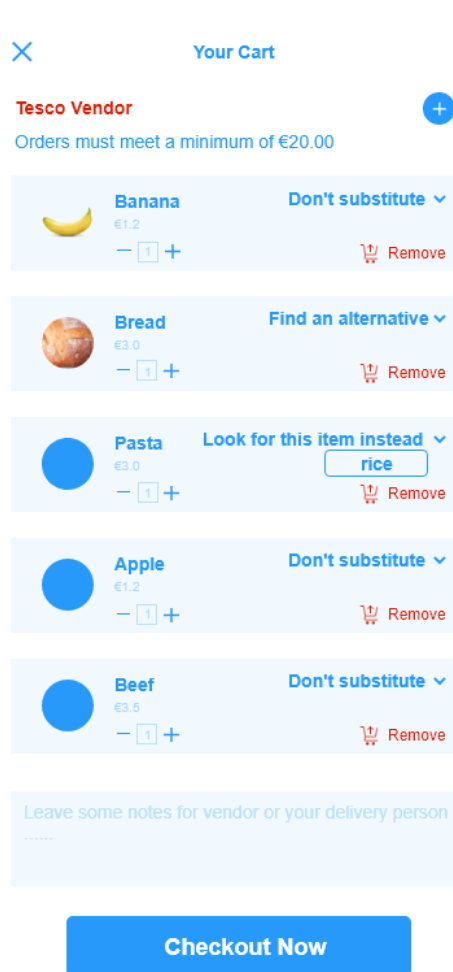 Your Cart
Tesco Vendor
Orders must meet a minimum of €20.00
Banana
Don't substitute
€1.2
1
Remove
Bread
Find an alternative
€3.0
1
Remove
Pasta
Look for this item instead
€3.0
rice
1
Remove
Apple
Don't substitute
€1.2
1
Remove
Beef
Don't substitute
€3.5
1
Remove
Leave some notes for vendor or your delivery person
......
Checkout Now